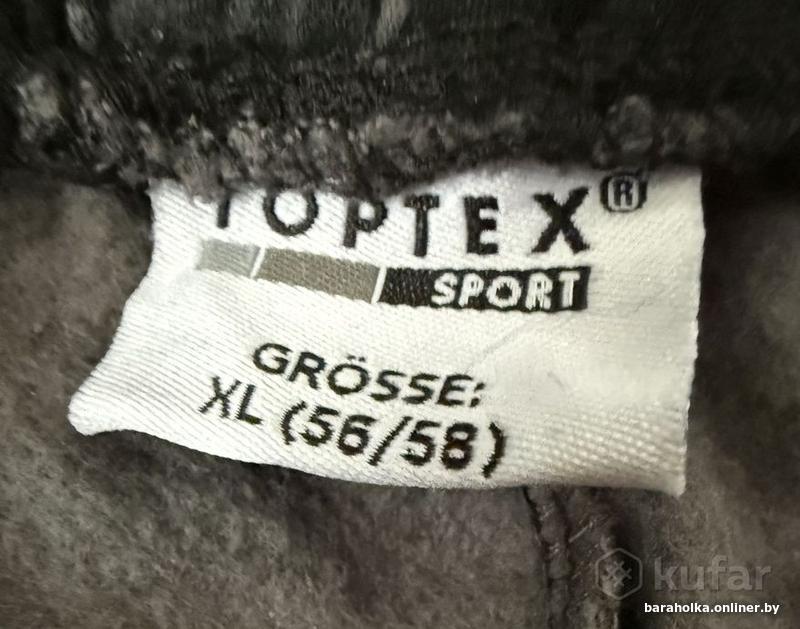 TOPTEX®
SPORT
GRÖSSE:
XL (56/58)
kufar
baraholka.onliner.by